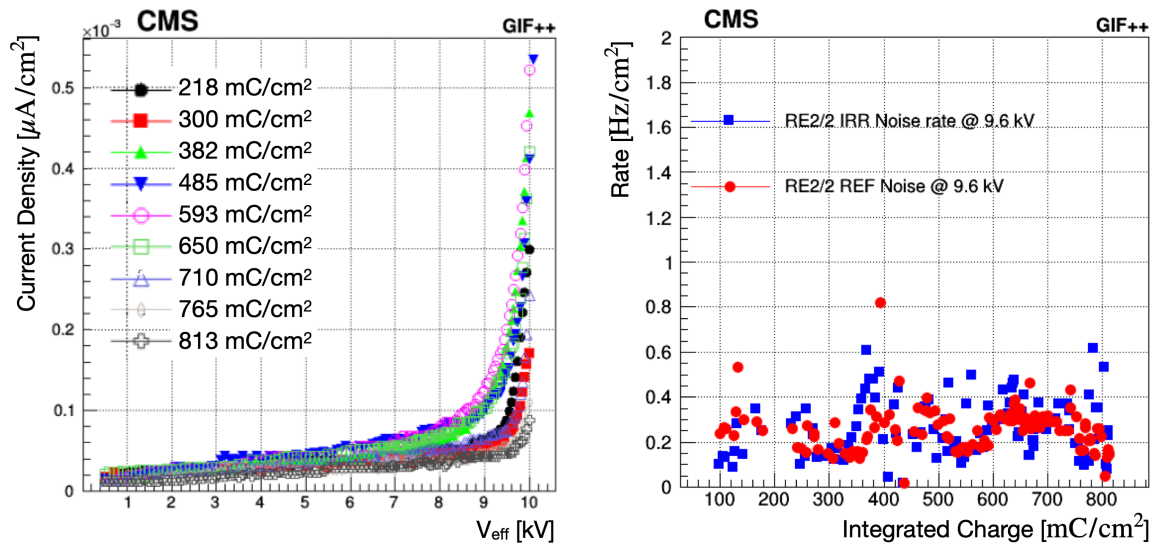 CMS
GIF++
×10⁻³
Current Density [μA/cm²]
0.5
0.4
0.3
0.2
0.1
0
218 mC/cm²
300 mC/cm²
382 mC/cm²
485 mC/cm²
593 mC/cm²
650 mC/cm²
710 mC/cm²
765 mC/cm²
813 mC/cm²
1 2 3 4 5 6 7 8 9 10
V_eff [kV]
CMS
GIF++
Rate [Hz/cm²]
2
1.8
1.6
1.4
1.2
1
0.8
0.6
0.4
0.2
0
RE2/2 IRR Noise rate @ 9.6 kV
RE2/2 REF Noise @ 9.6 kV
100 200 300 400 500 600 700 800
Integrated Charge [mC/cm²]